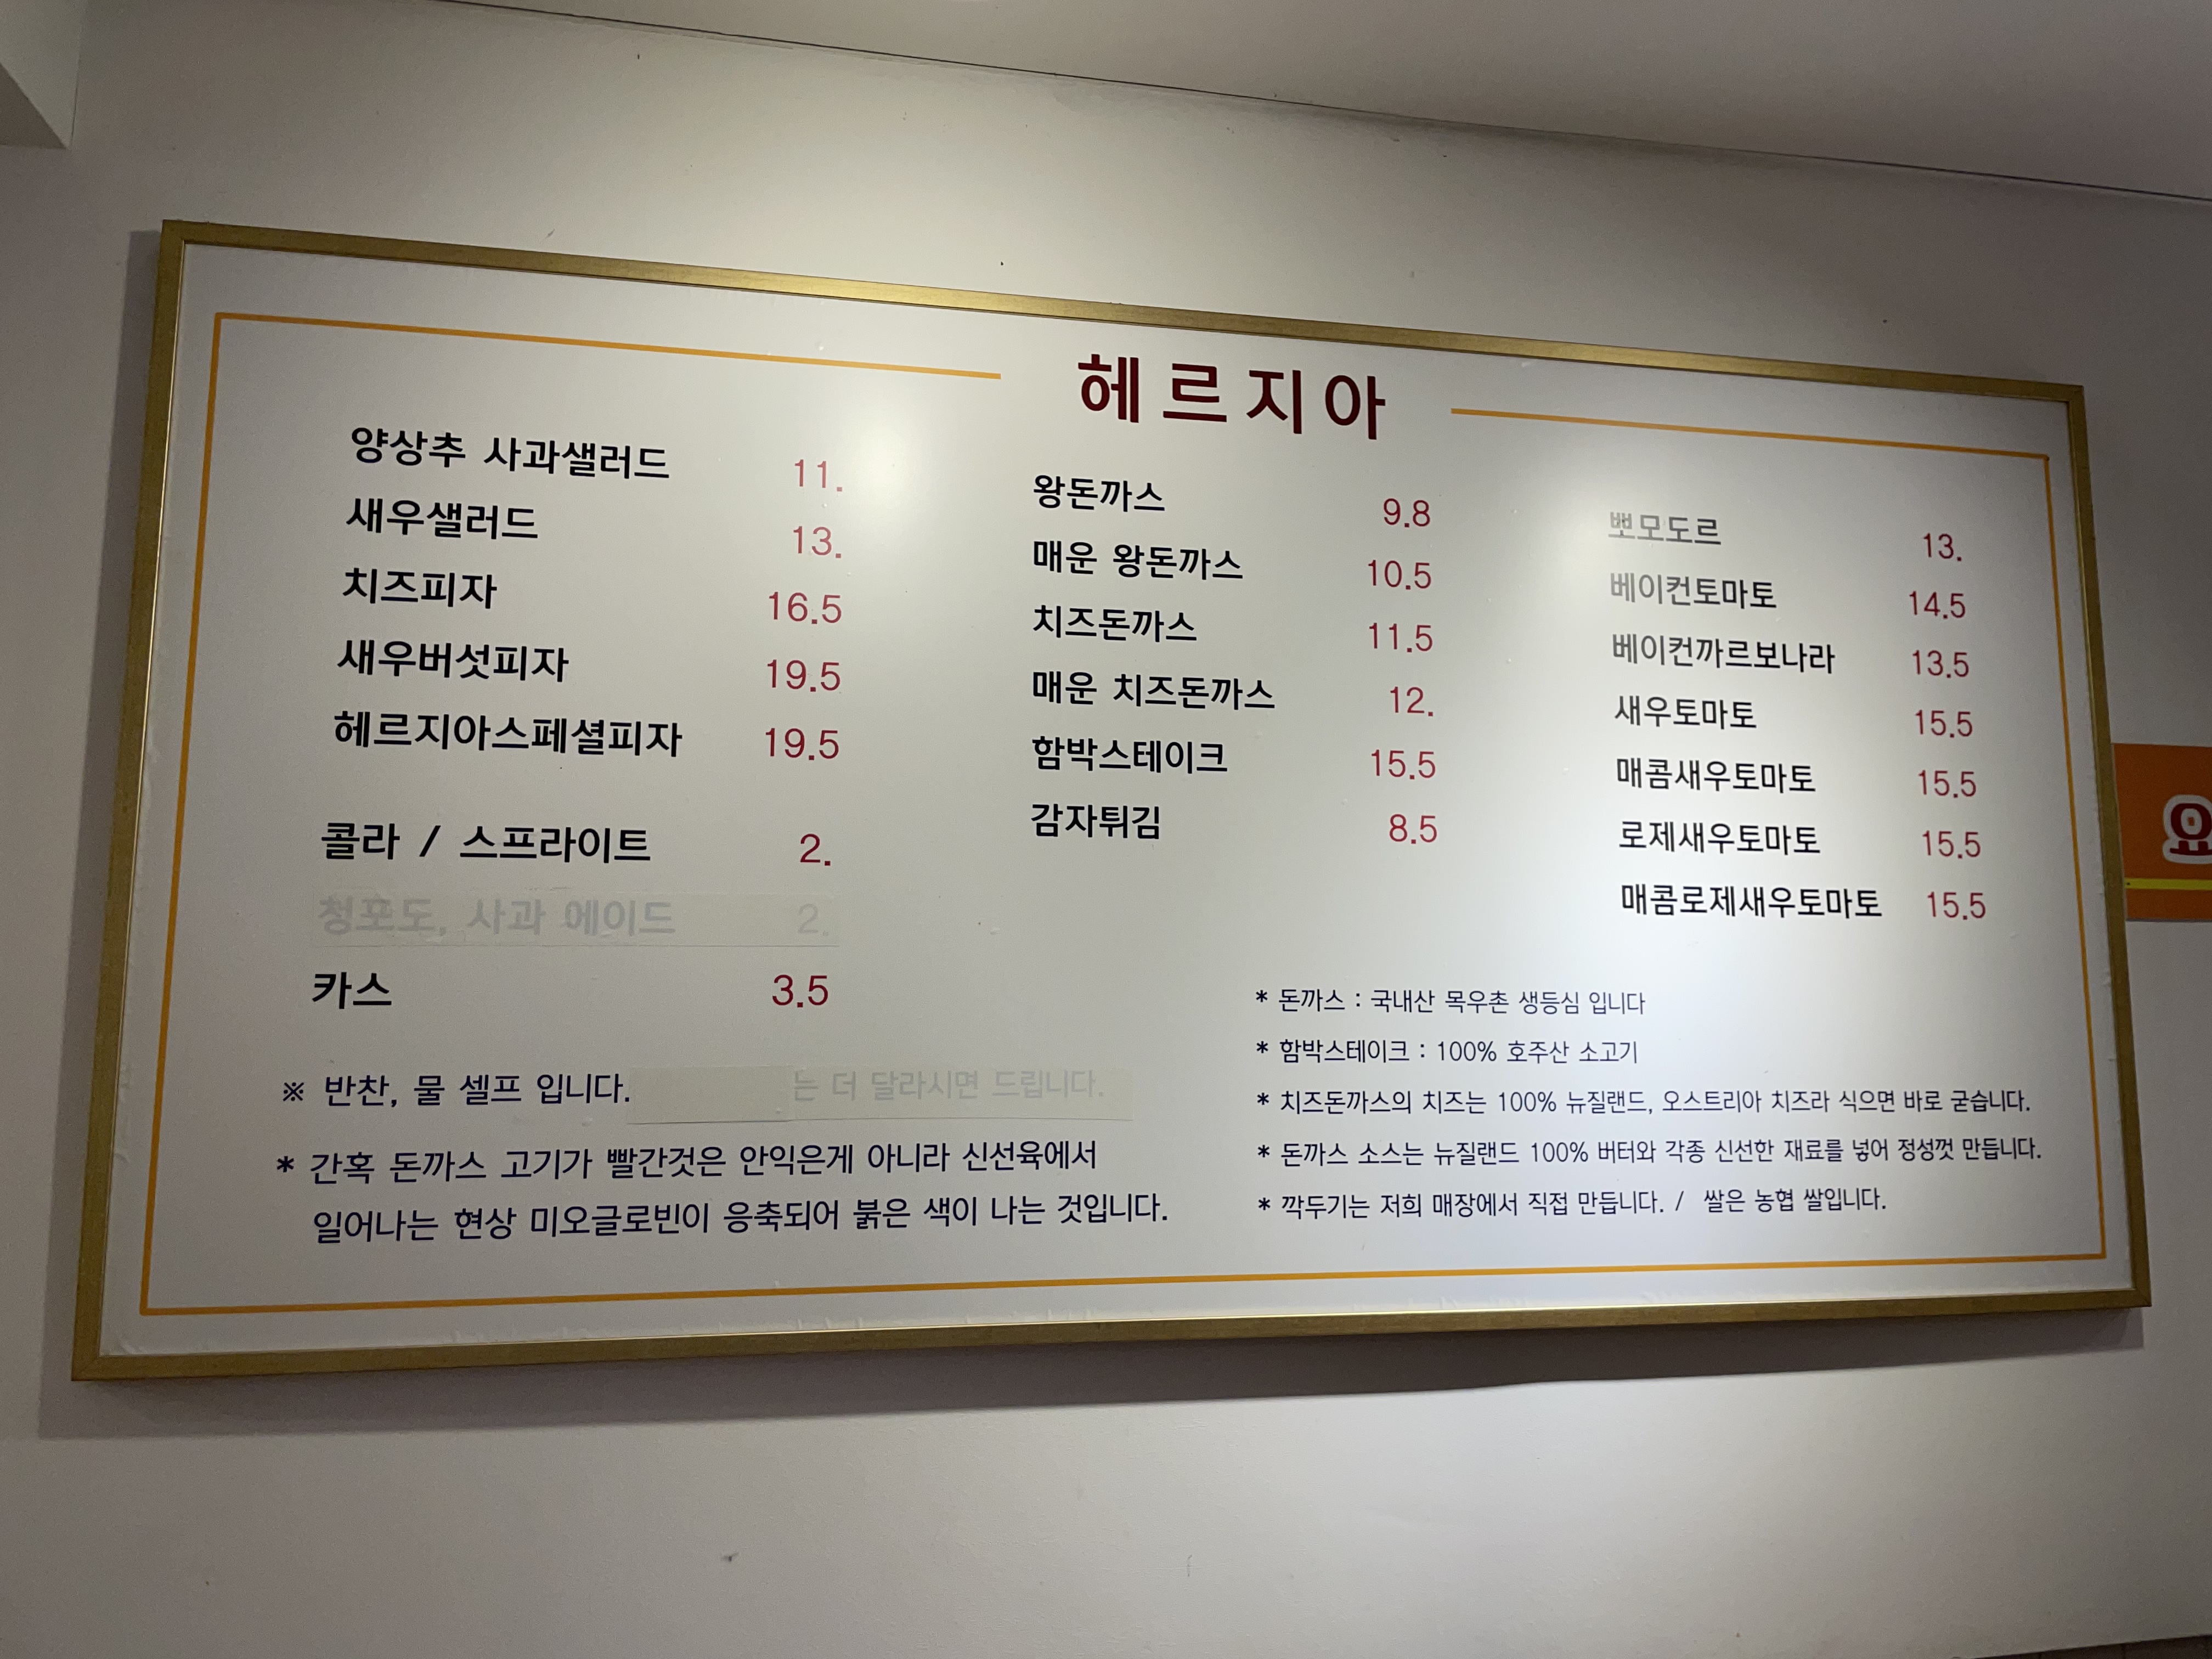 헤르지아
양상추 사과샐러드 11.
새우샐러드 13.
치즈피자 16.5
새우버섯피자 19.5
헤르지아스페셜피자 19.5
콜라 / 스프라이트 2.
청포도, 사과 에이드 2.
카스 3.5
왕돈까스 9.8
매운 왕돈까스 10.5
치즈돈까스 11.5
매운 치즈돈까스 12.
함박스테이크 15.5
감자튀김 8.5
뽀모도르 13.
베이컨토마토 14.5
베이컨까르보나라 13.5
새우토마토 15.5
매콤새우토마토 15.5
로제새우토마토 15.5
매콤로제새우토마토 15.5
※ 반찬, 물 셀프 입니다. 는 더 달라시면 드립니다.
* 간혹 돈까스 고기가 빨간것은 안익은게 아니라 신선육에서
일어나는 현상 미오글로빈이 응축되어 붉은 색이 나는 것입니다.
* 돈까스 : 국내산 목우촌 생등심 입니다
* 함박스테이크 : 100% 호주산 소고기
* 치즈돈까스의 치즈는 100% 뉴질랜드, 오스트리아 치즈라 식으면 바로 굳습니다.
* 돈까스 소스는 뉴질랜드 100% 버터와 각종 신선한 재료를 넣어 정성껏 만듭니다.
* 깍두기는 저희 매장에서 직접 만듭니다. / 쌀은 농협 쌀입니다.
요